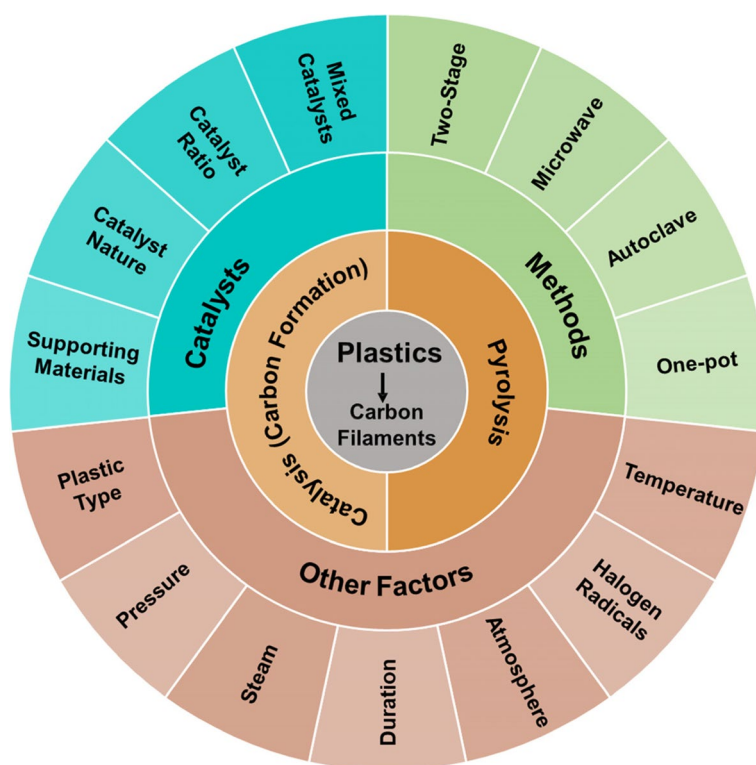 Plastics
Carbon
Filaments
Catalysis (Carbon Formation)
Pyrolysis
Catalysts
Methods
Other Factors
Supporting
Materials
Catalyst
Nature
Catalyst
Ratio
Mixed
Catalysts
Two-Stage
Microwave
Autoclave
One-pot
Temperature
Halogen
Radicals
Atmosphere
Duration
Steam
Pressure
Plastic
Type